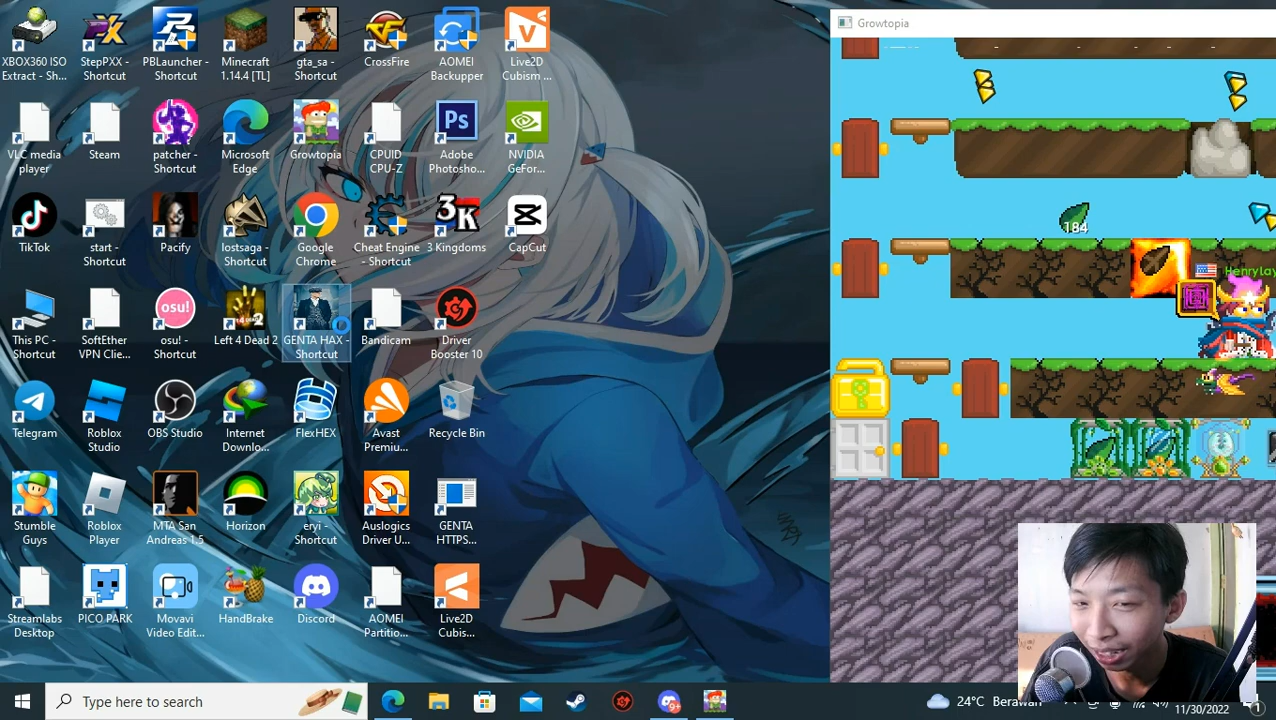 XBOX360 ISO
Extract - Sh...
StepPXX -
Shortcut
PBLauncher -
Shortcut
Minecraft
1.14.4 [TL]
gta_sa -
Shortcut
CrossFire
AOMEI
Backupper
Live2D
Cubism ...
VLC media
player
Steam
patcher -
Shortcut
Microsoft
Edge
Growtopia
CPUID
CPU-Z
Ps
Adobe
Photosho...
NVIDIA
GeFor...
TikTok
start -
Shortcut
Pacify
lostsaga -
Shortcut
Google
Chrome
Cheat Engine
- Shortcut
3K
3 Kingdoms
CapCut
This PC -
Shortcut
SoftEther
VPN Clie...
osu!
osu! -
Shortcut
Left 4 Dead 2
GENTA HAX -
Shortcut
Bandicam
Driver
Booster 10
Telegram
Roblox
Studio
OBS Studio
Internet
Downlo...
FlexHEX
Avast
Premiu...
Recycle Bin
Stumble
Guys
Roblox
Player
MTA San
Andreas 1.5
Horizon
eryi -
Shortcut
Auslogics
Driver U...
GENTA
HTTPS...
Streamlabs
Desktop
PICO PARK
Movavi
Video Edit...
HandBrake
Discord
AOMEI
Partitio...
Live2D
Cubis...
Growtopia
184
Henrylay
Type here to search
24°C
Berawan
11/30/2022
1